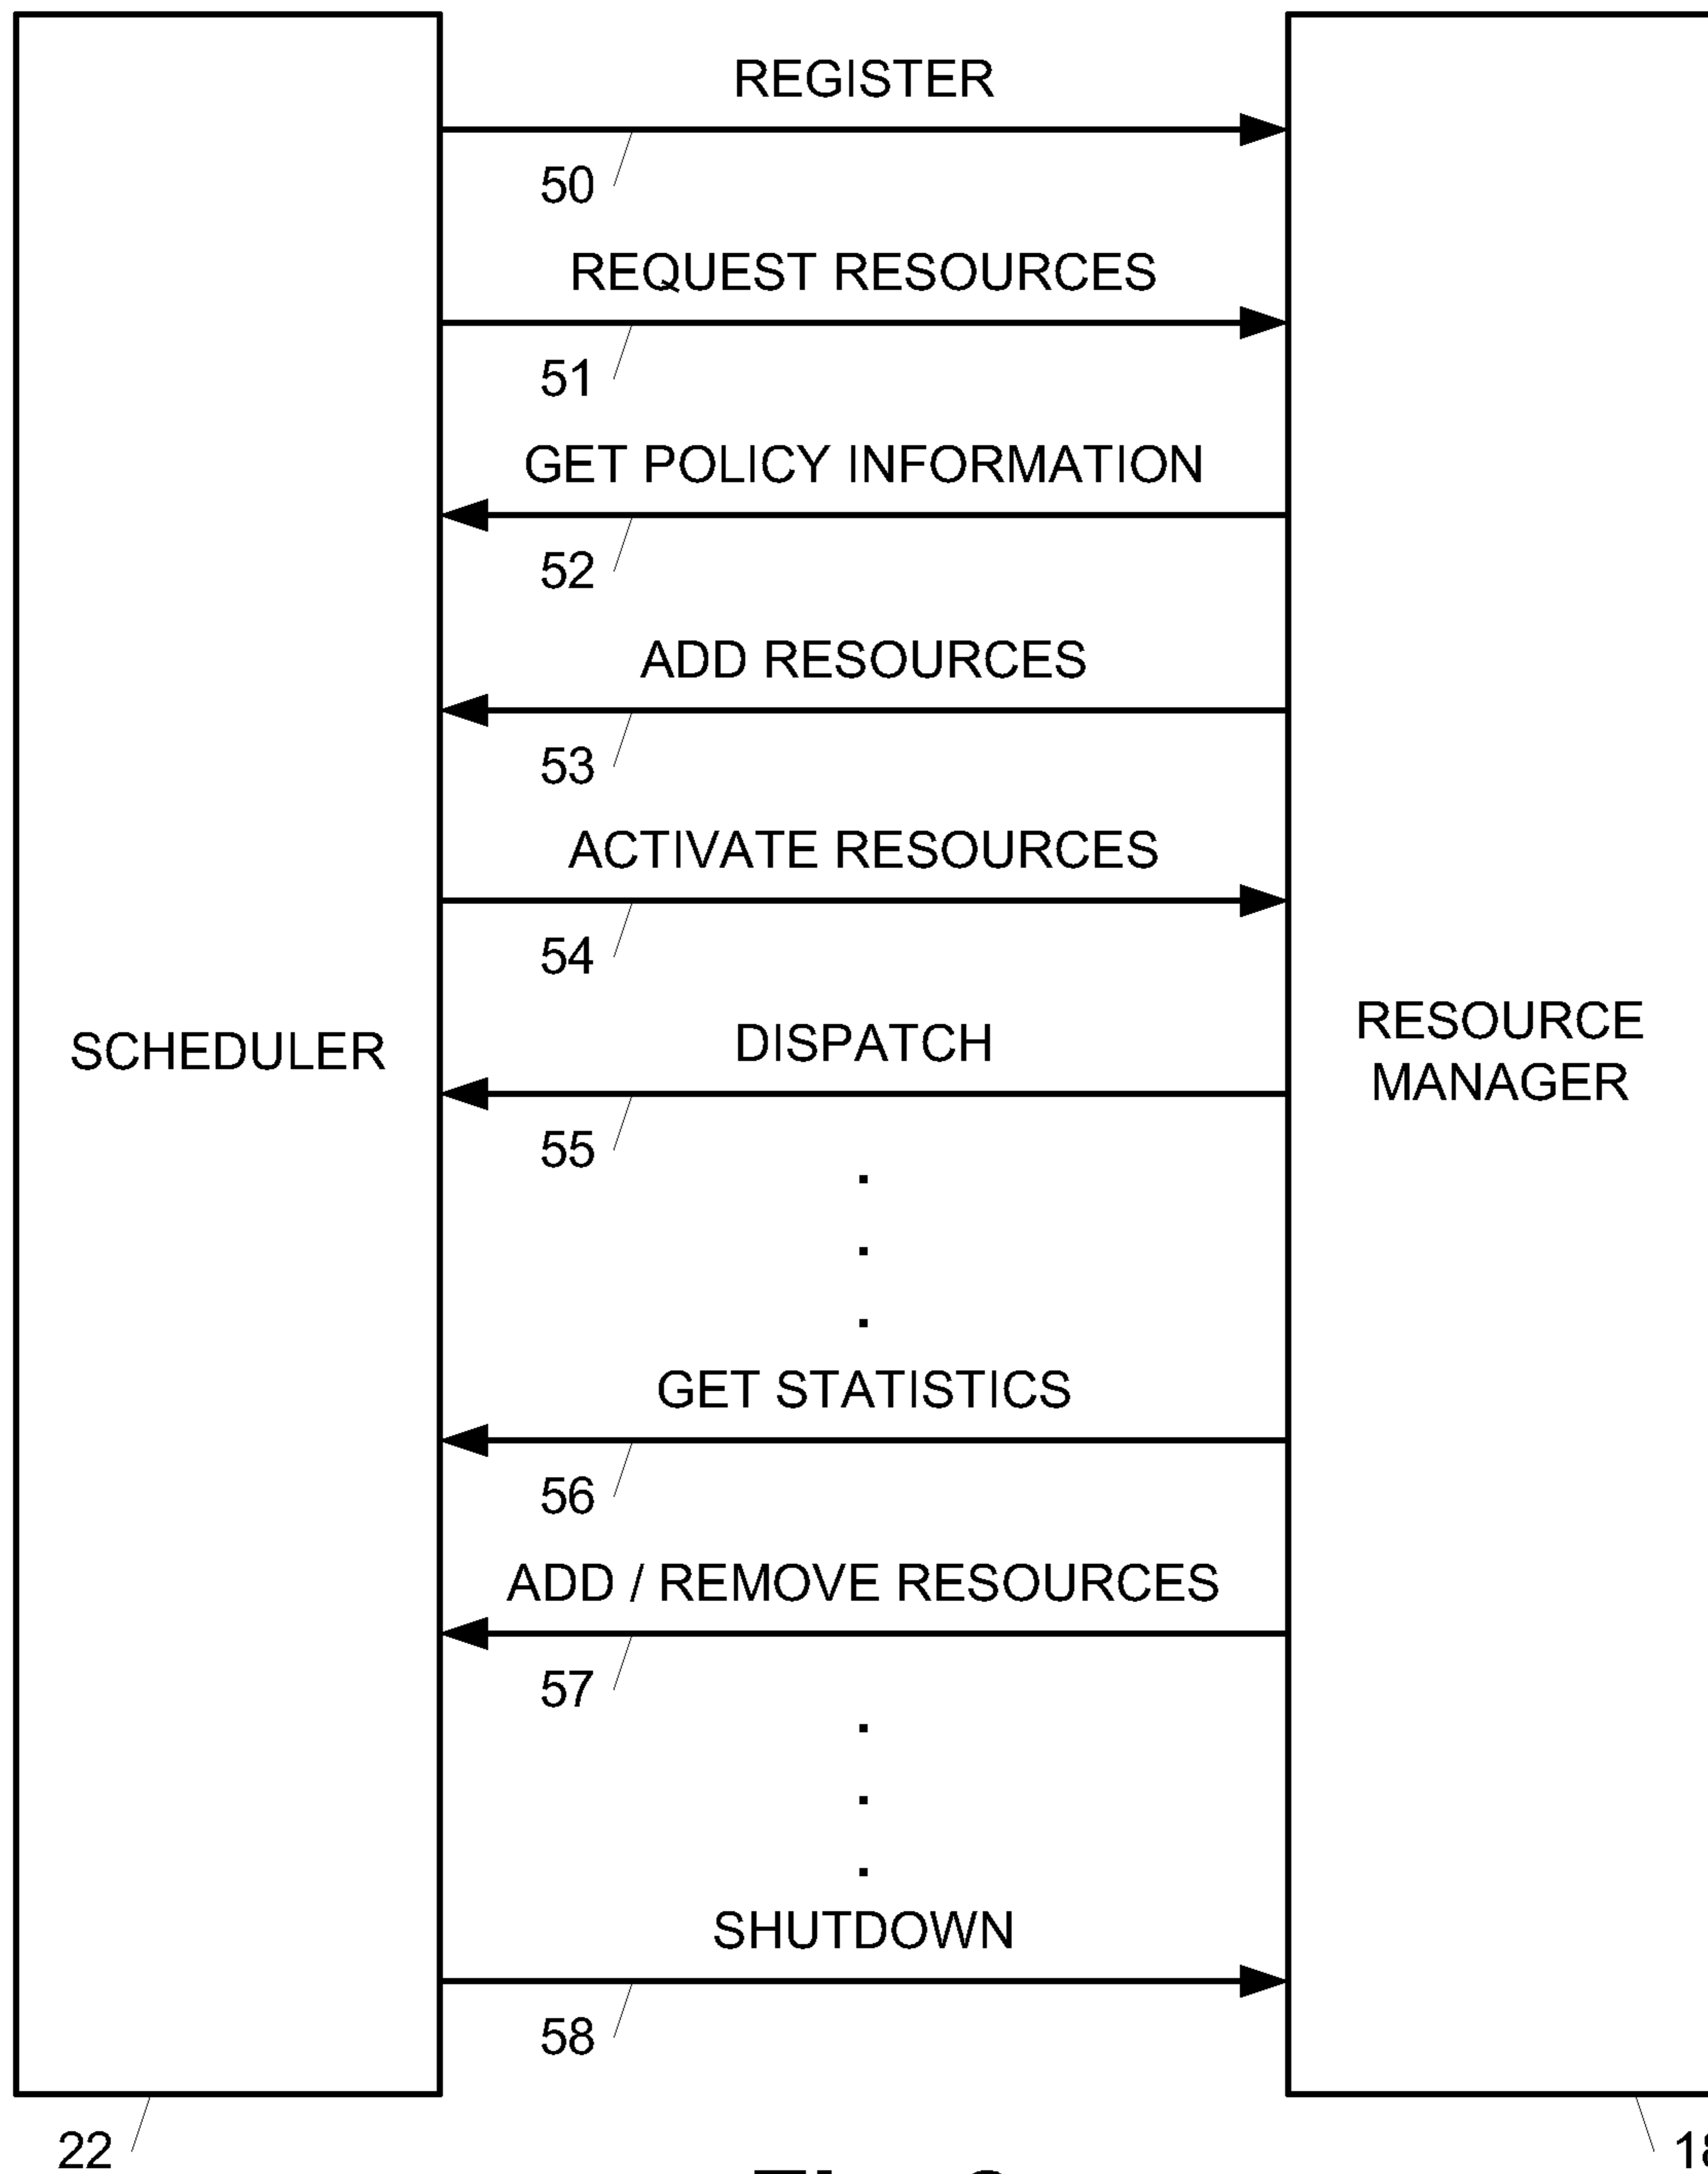 REGISTER
50
REQUEST RESOURCES
51
GET POLICY INFORMATION
52
ADD RESOURCES
53
ACTIVATE RESOURCES
54
SCHEDULER
DISPATCH
RESOURCE
MANAGER
55
GET STATISTICS
56
ADD / REMOVE RESOURCES
57
SHUTDOWN
58
22
18